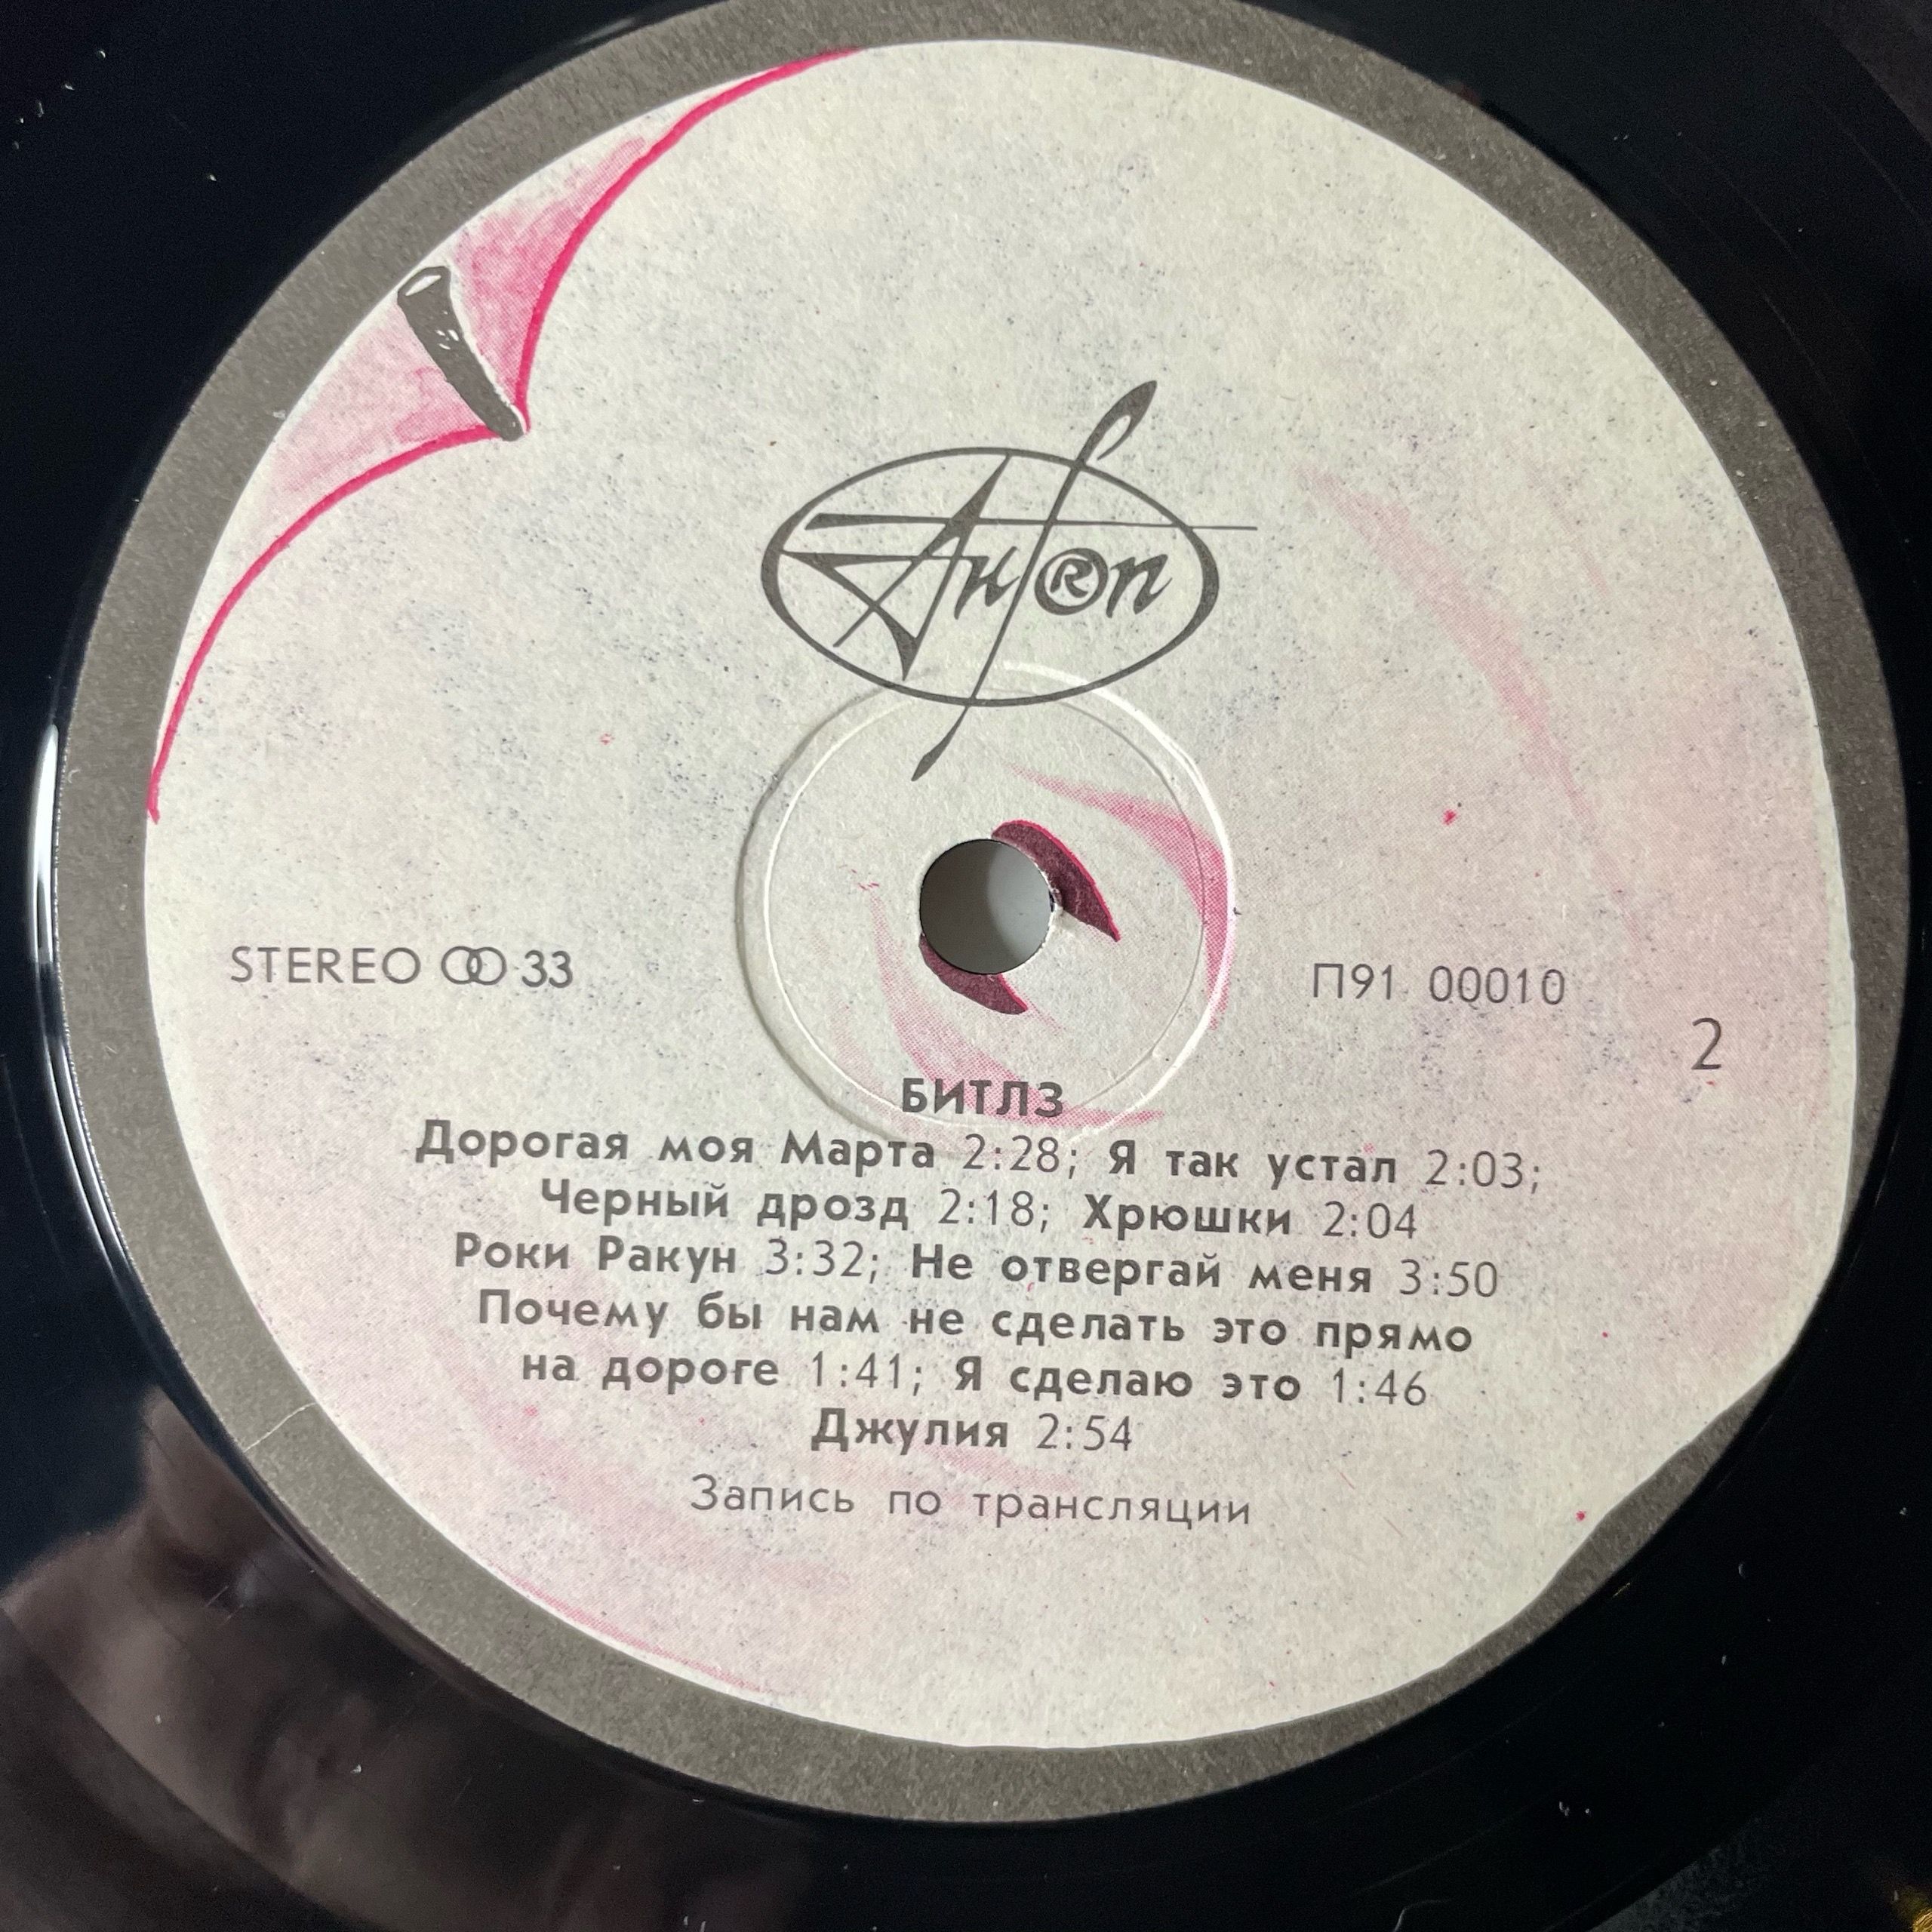 АнтRоп
STEREO 33
П91 00010
2
БИТЛЗ
Дорогая моя Марта 2:28; Я так устал 2:03;
Черный дрозд 2:18; Хрюшки 2:04
Роки Ракун 3:32; Не отвергай меня 3:50
Почему бы нам не сделать это прямо
на дороге 1:41; Я сделаю это 1:46
Джулия 2:54
Запись по трансляции